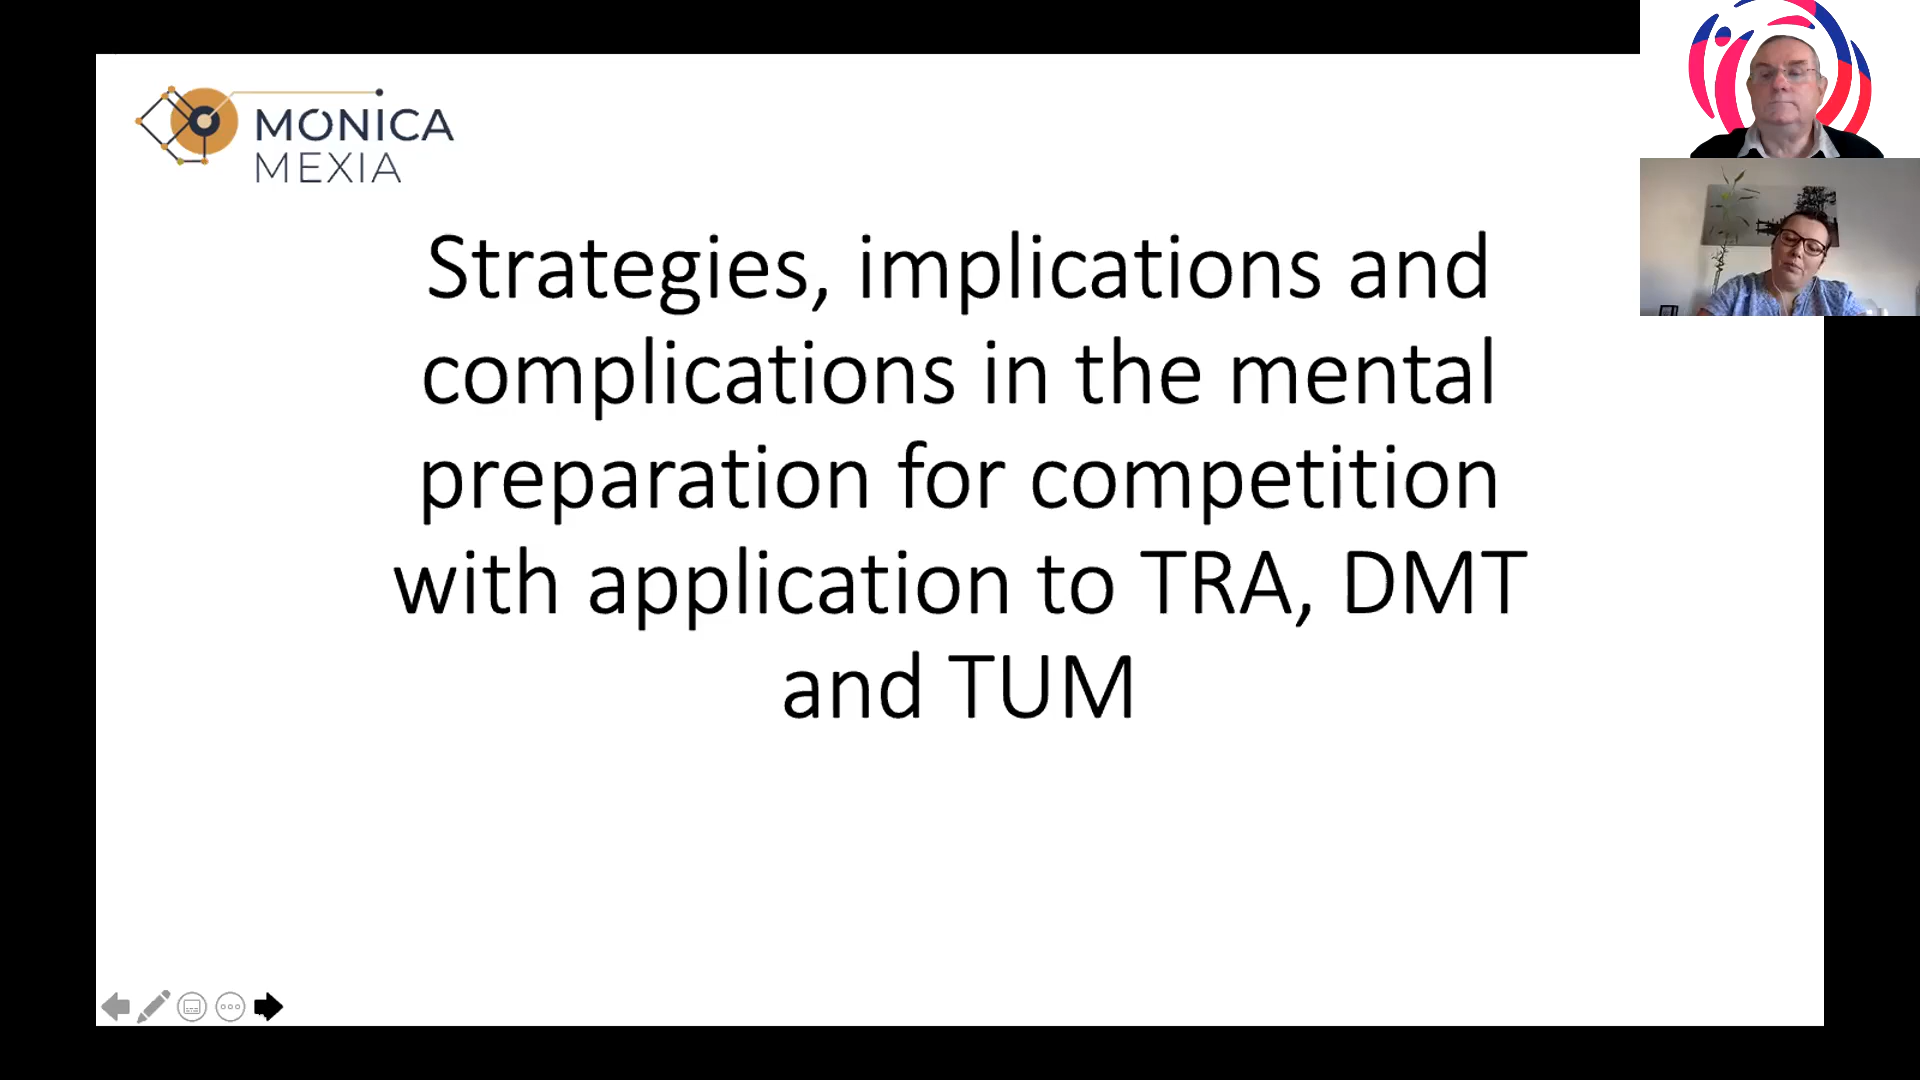 MONICA
MEXIA
Strategies, implications and
complications in the mental
preparation for competition
with application to TRA, DMT
and TUM